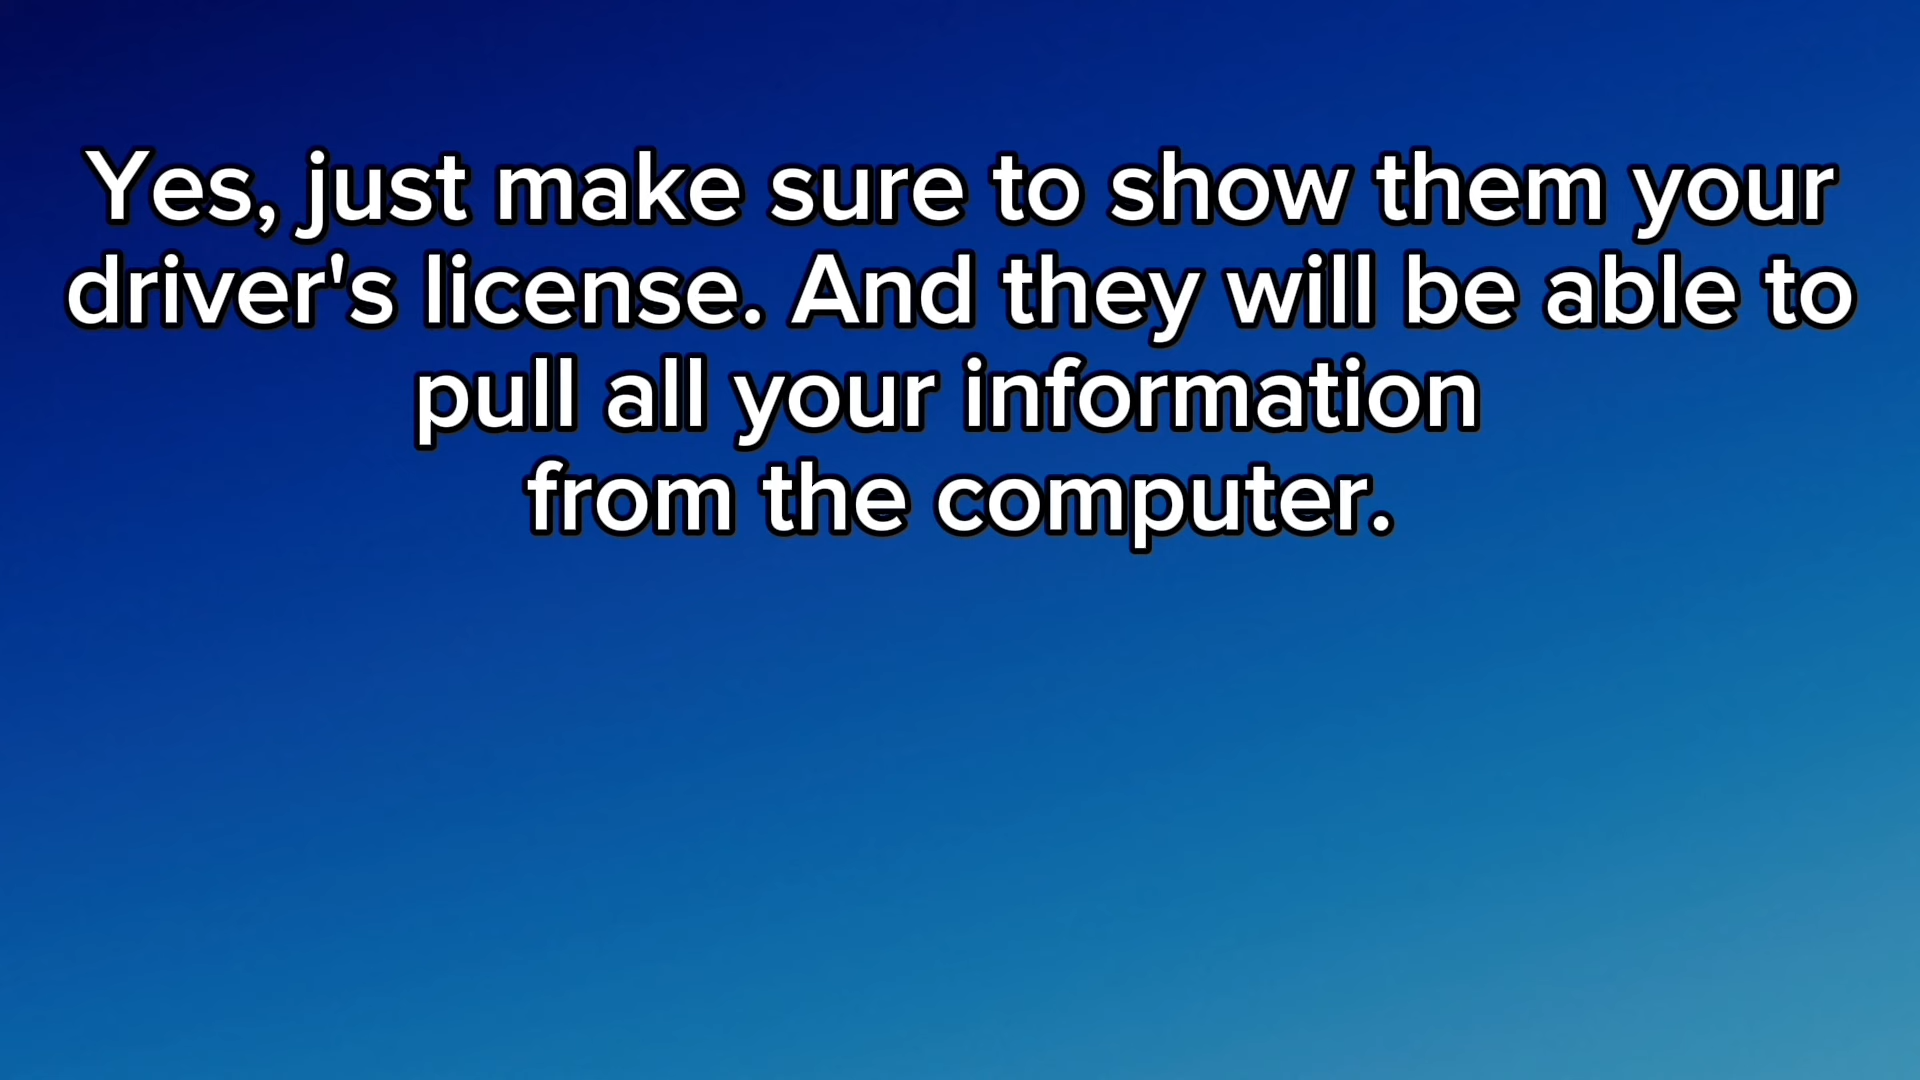 Yes, just make sure to show them your
driver's license. And they will be able to
pull all your information
from the computer.